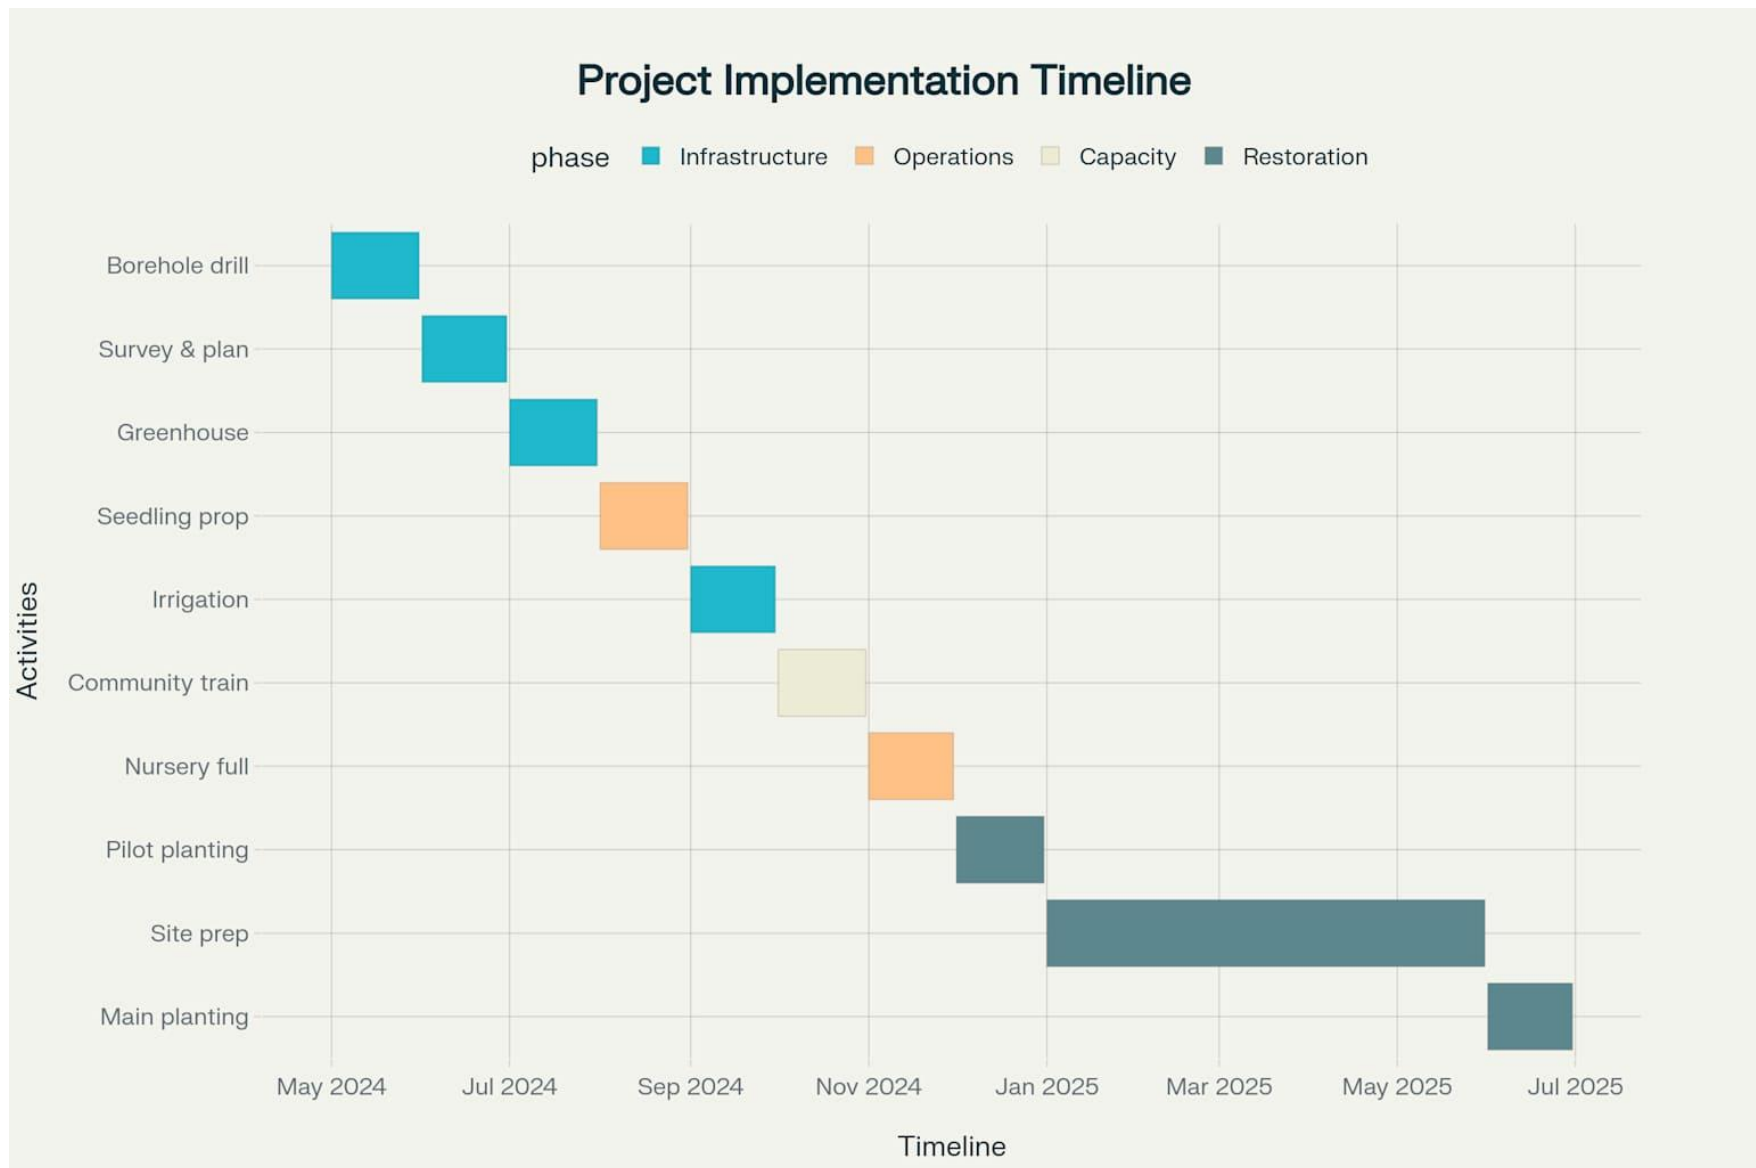 Project Implementation Timeline
phase Infrastructure Operations Capacity Restoration
Borehole drill
Survey & plan
Greenhouse
Seedling prop
Irrigation
Community train
Nursery full
Pilot planting
Site prep
Main planting
Activities
May 2024 Jul 2024 Sep 2024 Nov 2024 Jan 2025 Mar 2025 May 2025 Jul 2025
Timeline